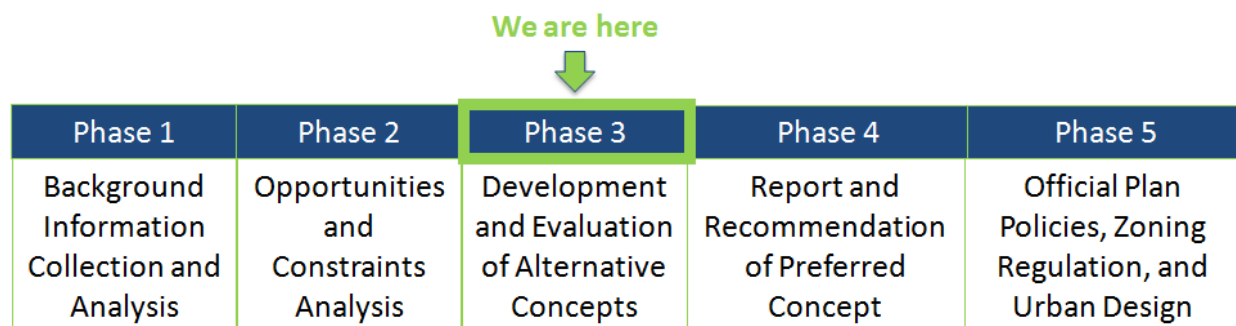 We are here
Phase 1
Phase 2
Phase 3
Phase 4
Phase 5
Background
Information
Collection and
Analysis
Opportunities
and
Constraints
Analysis
Development
and Evaluation
of Alternative
Concepts
Report and
Recommendation
of Preferred
Concept
Official Plan
Policies, Zoning
Regulation, and
Urban Design